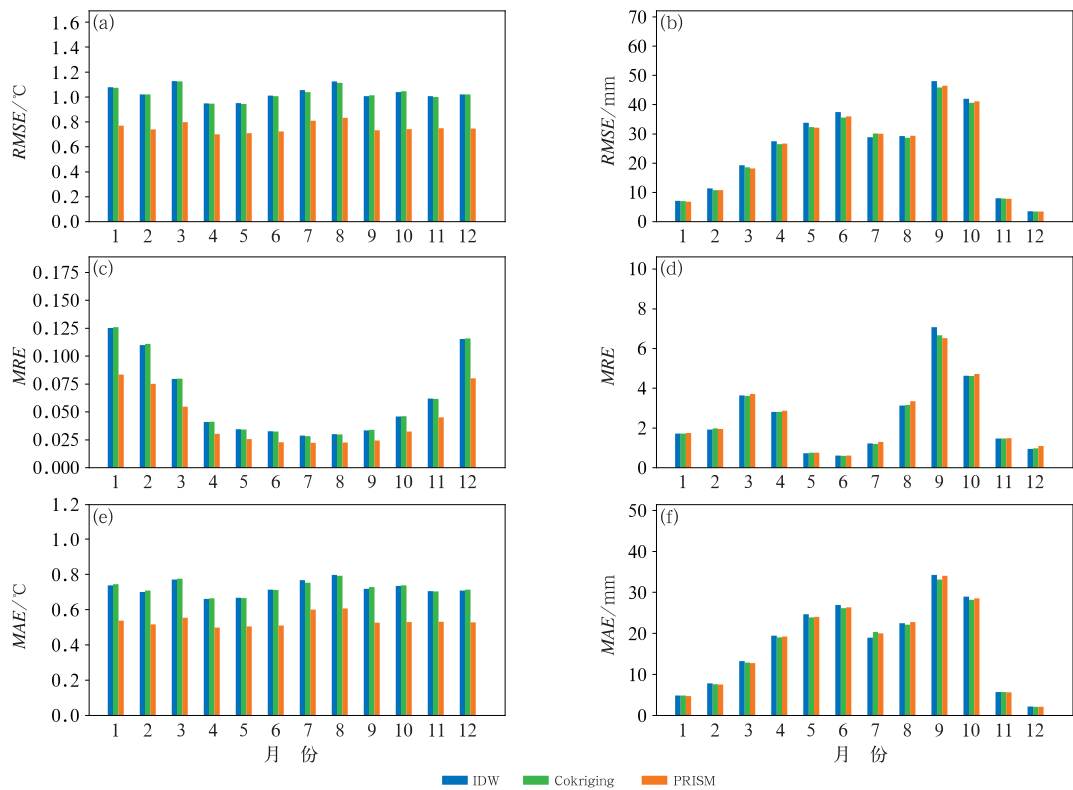 (a)
1.6
1.4
1.2
1.0
0.8
0.6
0.4
0.2
0.0
RMSE/℃
1 2 3 4 5 6 7 8 9 10 11 12
(b)
70
60
50
40
30
20
10
0
RMSE/mm
1 2 3 4 5 6 7 8 9 10 11 12
(c)
0.175
0.150
0.125
0.100
0.075
0.050
0.025
0.000
MRE
1 2 3 4 5 6 7 8 9 10 11 12
(d)
10
8
6
4
2
0
MRE
1 2 3 4 5 6 7 8 9 10 11 12
(e)
1.2
1.0
0.8
0.6
0.4
0.2
0.0
MAE/℃
1 2 3 4 5 6 7 8 9 10 11 12
月 份
(f)
50
40
30
20
10
0
MAE/mm
1 2 3 4 5 6 7 8 9 10 11 12
月 份
IDW Cokriging PRISM